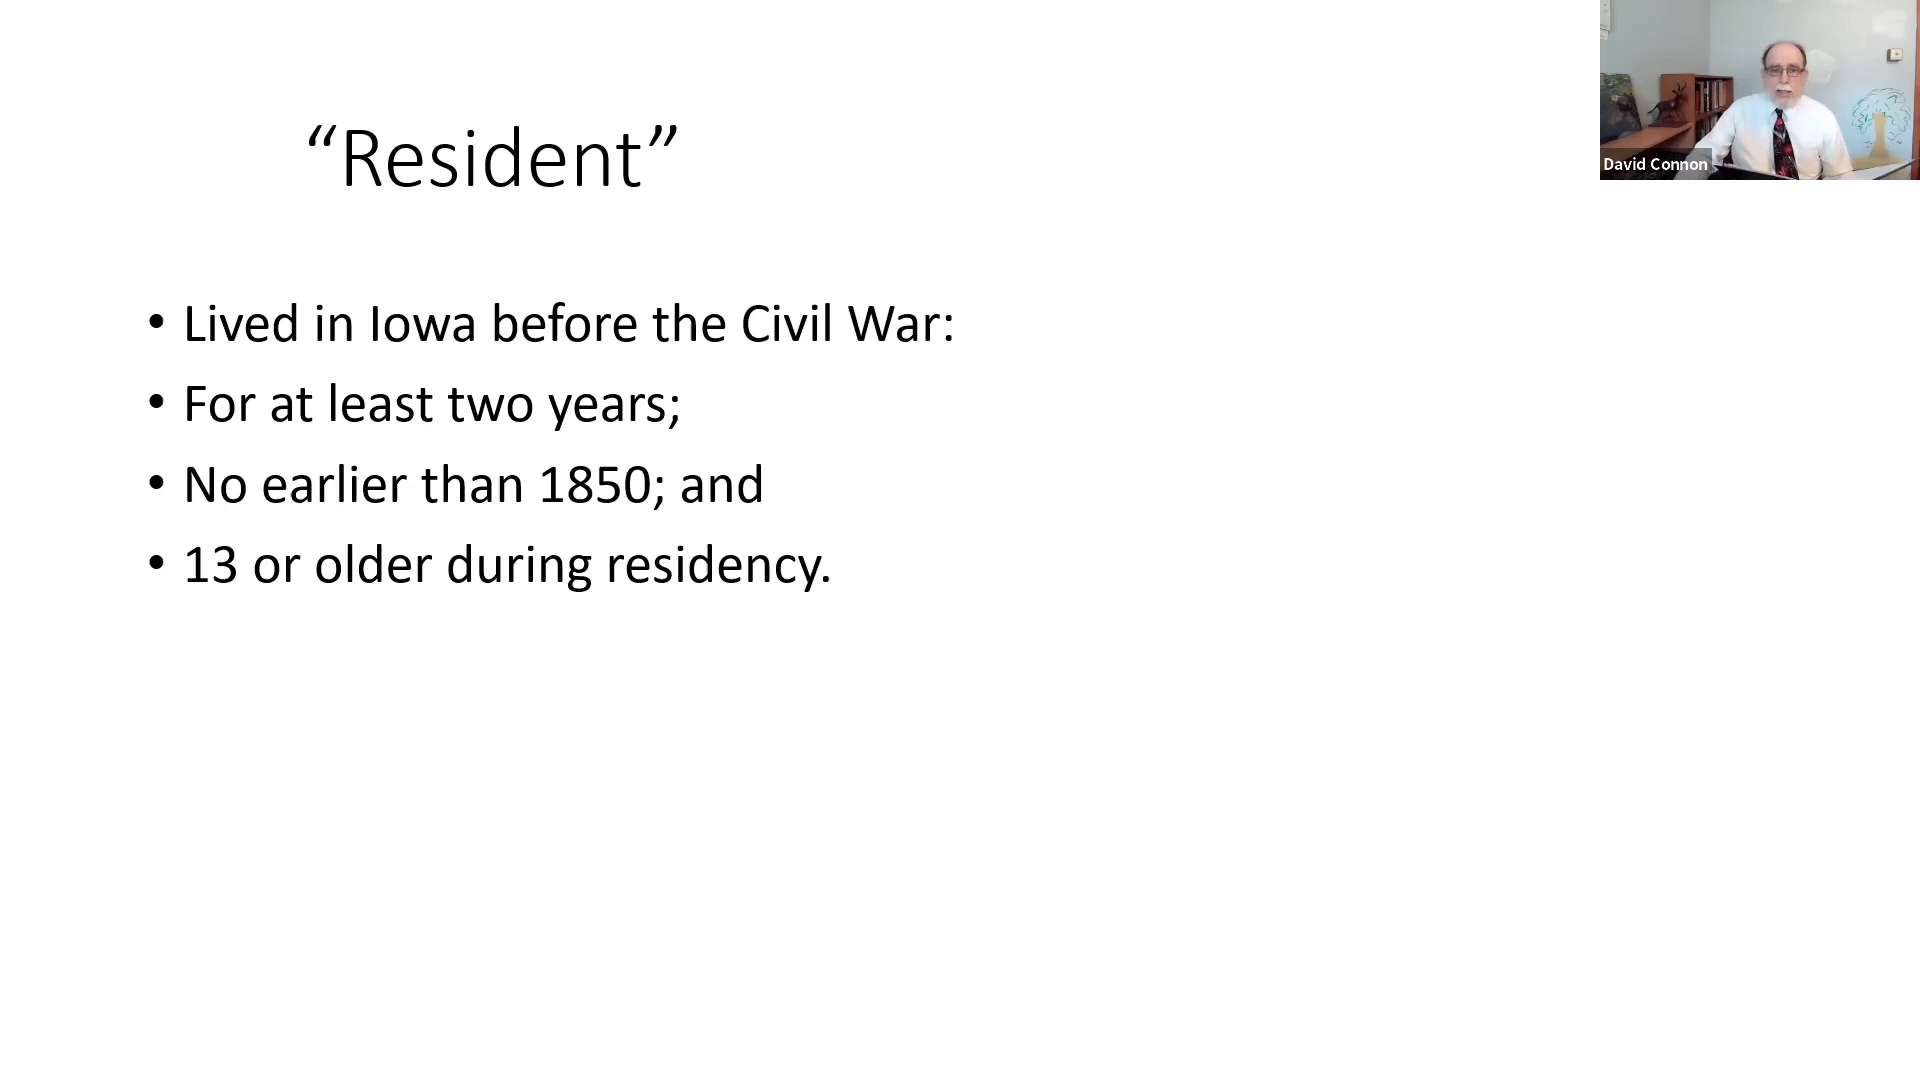 “Resident”
• Lived in Iowa before the Civil War:
• For at least two years;
• No earlier than 1850; and
• 13 or older during residency.
David Connon